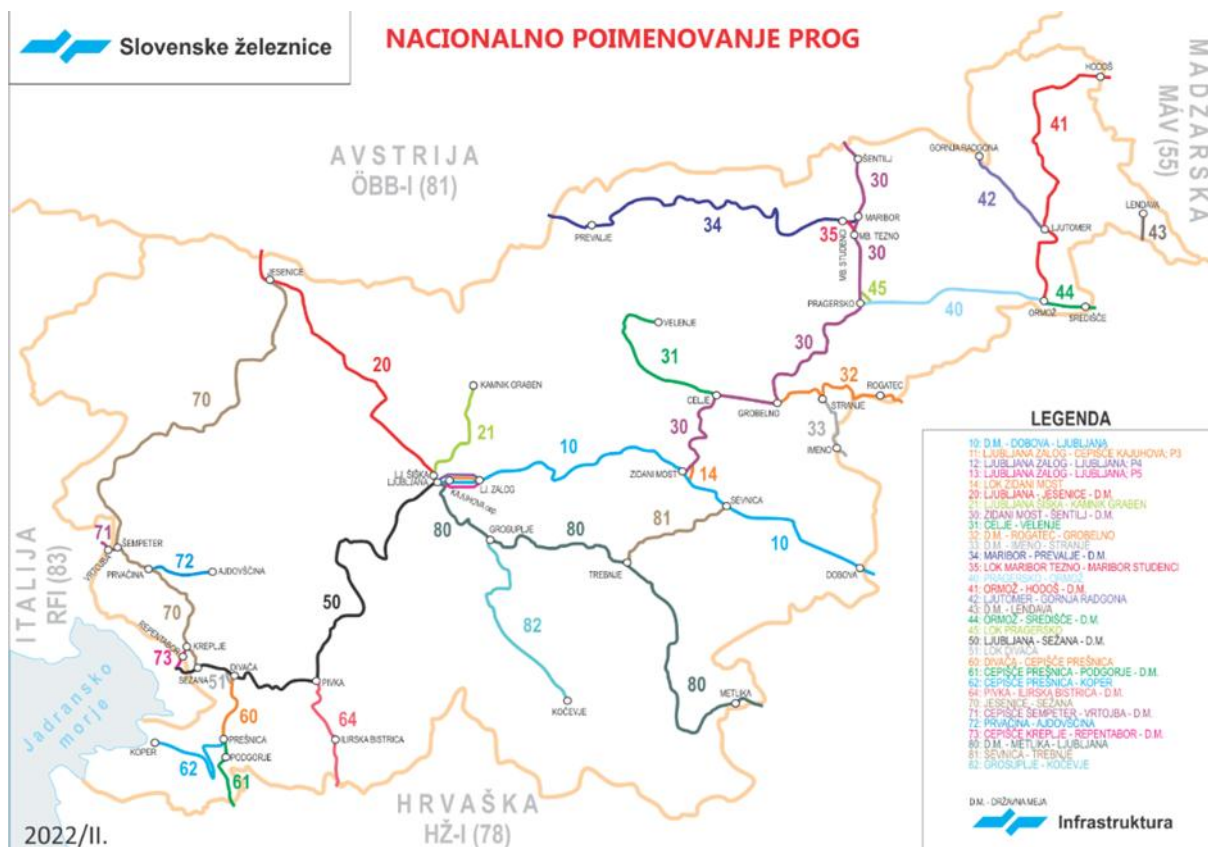 Slovenske železnice
NACIONALNO POIMENOVANJE PROG
AVSTRIJA
ÖBB-I (81)
MADŽARSKA
MÁV (55)
ITALIJA
RFI (83)
HRVAŠKA
HŽ-I (78)
Jadransko
morje
HODOŠ
41
GORNJA RADGONA
ŠENTILJ
30
42
LENDAVA
43
MARIBOR
34
35
PREVALJE
MB. TEZNO
MB. STUDENO
30
LJUTOMER
JESENICE
45
PRAGERSKO
40
ORMOŽ
44
SREDIŠČE
VELENJE
31
30
20
70
KAMNIK GRABEN
21
CELJE
GROBELNO
32
ROGATEC
STRANJE
33
IMENO
30
10
LJ. ŠIŠKA
LJUBLJANA
LJ. ZALOG
ZIDANI MOST
14
SEVNICA
81
80
GROSUPLJE
80
10
71
ŠEMPETER
VRTOJBA
PRVAČINA
72
AJDOVŠČINA
TREBNJE
DOBOVA
50
70
82
REPENTABOR
KREPLJE
73
SEŽANA
51
DIVAČA
PIVKA
KOČEVJE
80
METLIKA
60
64
KOPER
PREŠNICA
ILIRSKA BISTRICA
PODGORJE
62
61
2022/II.
LEGENDA
10: D.M. - DOBOVA - LJUBLJANA
11: LJUBLJANA ZALOG - CEPIŠČE KAJUHOVA; P3
12: LJUBLJANA ZALOG - LJUBLJANA; P4
13: LJUBLJANA ZALOG - LJUBLJANA; P5
14: LOK ZIDANI MOST
20: LJUBLJANA - JESENICE - D.M.
21: LJUBLJANA ŠIŠKA - KAMNIK GRABEN
30: ZIDANI MOST - ŠENTILJ - D.M.
31: CELJE - VELENJE
32: D.M. - ROGATEC - GROBELNO
33: D.M. - IMENO - STRANJE
34: MARIBOR - PREVALJE - D.M.
35: LOK MARIBOR TEZNO - MARIBOR STUDENCI
40: PRAGERSKO - ORMOŽ
41: ORMOŽ - HODOŠ - D.M.
42: LJUTOMER - GORNJA RADGONA
43: D.M. - LENDAVA
44: ORMOŽ - SREDIŠČE - D.M.
45: LOK PRAGERSKO
50: LJUBLJANA - SEŽANA - D.M.
51: LOK DIVAČA
60: DIVAČA - CEPIŠČE PREŠNICA
61: CEPIŠČE PREŠNICA - PODGORJE - D.M.
62: CEPIŠČE PREŠNICA - KOPER
64: PIVKA - ILIRSKA BISTRICA - D.M.
70: JESENICE - SEŽANA
71: CEPIŠČE ŠEMPETER - VRTOJBA - D.M.
72: PRVAČINA - AJDOVŠČINA
73: CEPIŠČE KREPLJE - REPENTABOR - D.M.
80: D.M. - METLIKA - LJUBLJANA
81: SEVNICA - TREBNJE
82: GROSUPLJE - KOČEVJE
D.M. - DRŽAVNA MEJA
Infrastruktura